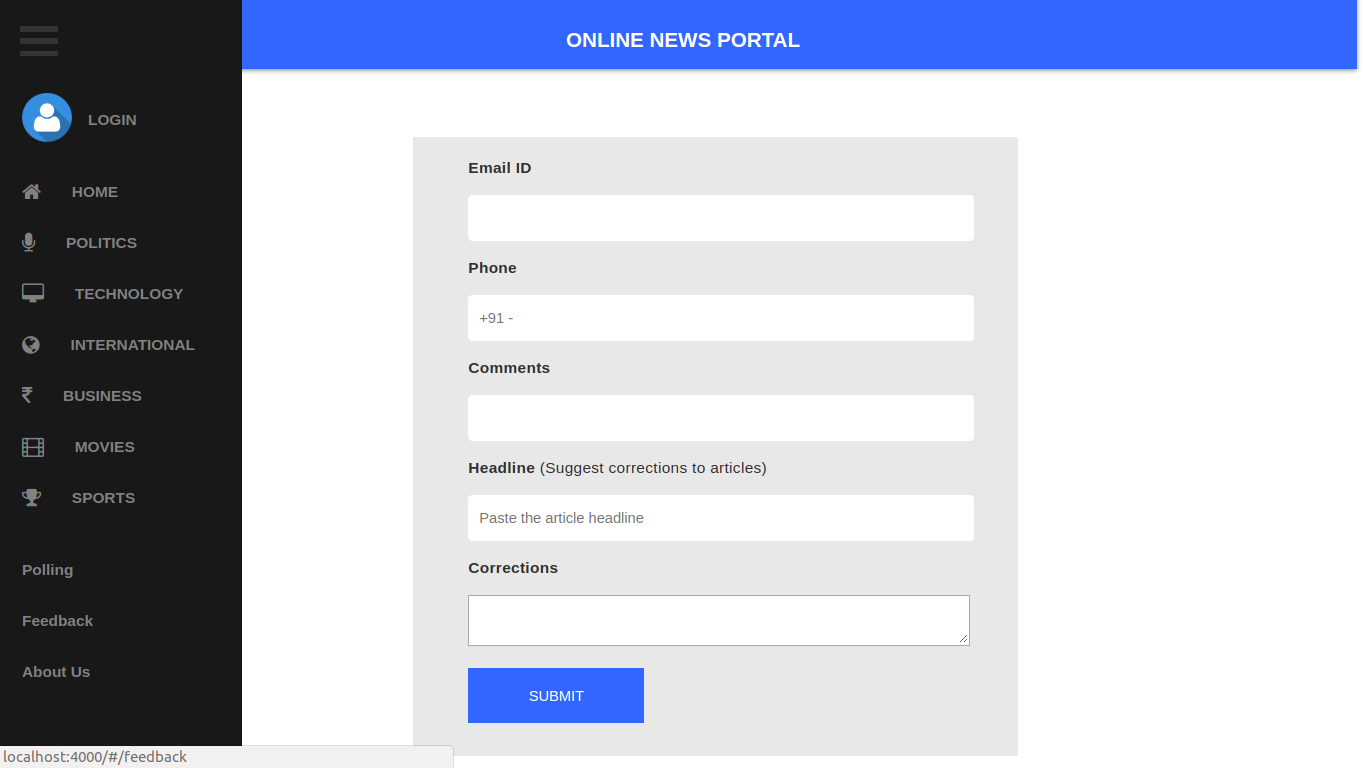 ONLINE NEWS PORTAL
LOGIN
HOME
POLITICS
TECHNOLOGY
INTERNATIONAL
BUSINESS
MOVIES
SPORTS
Polling
Feedback
About Us
Email ID
Phone
+91 -
Comments
Headline (Suggest corrections to articles)
Paste the article headline
Corrections
SUBMIT
localhost:4000/#/feedback